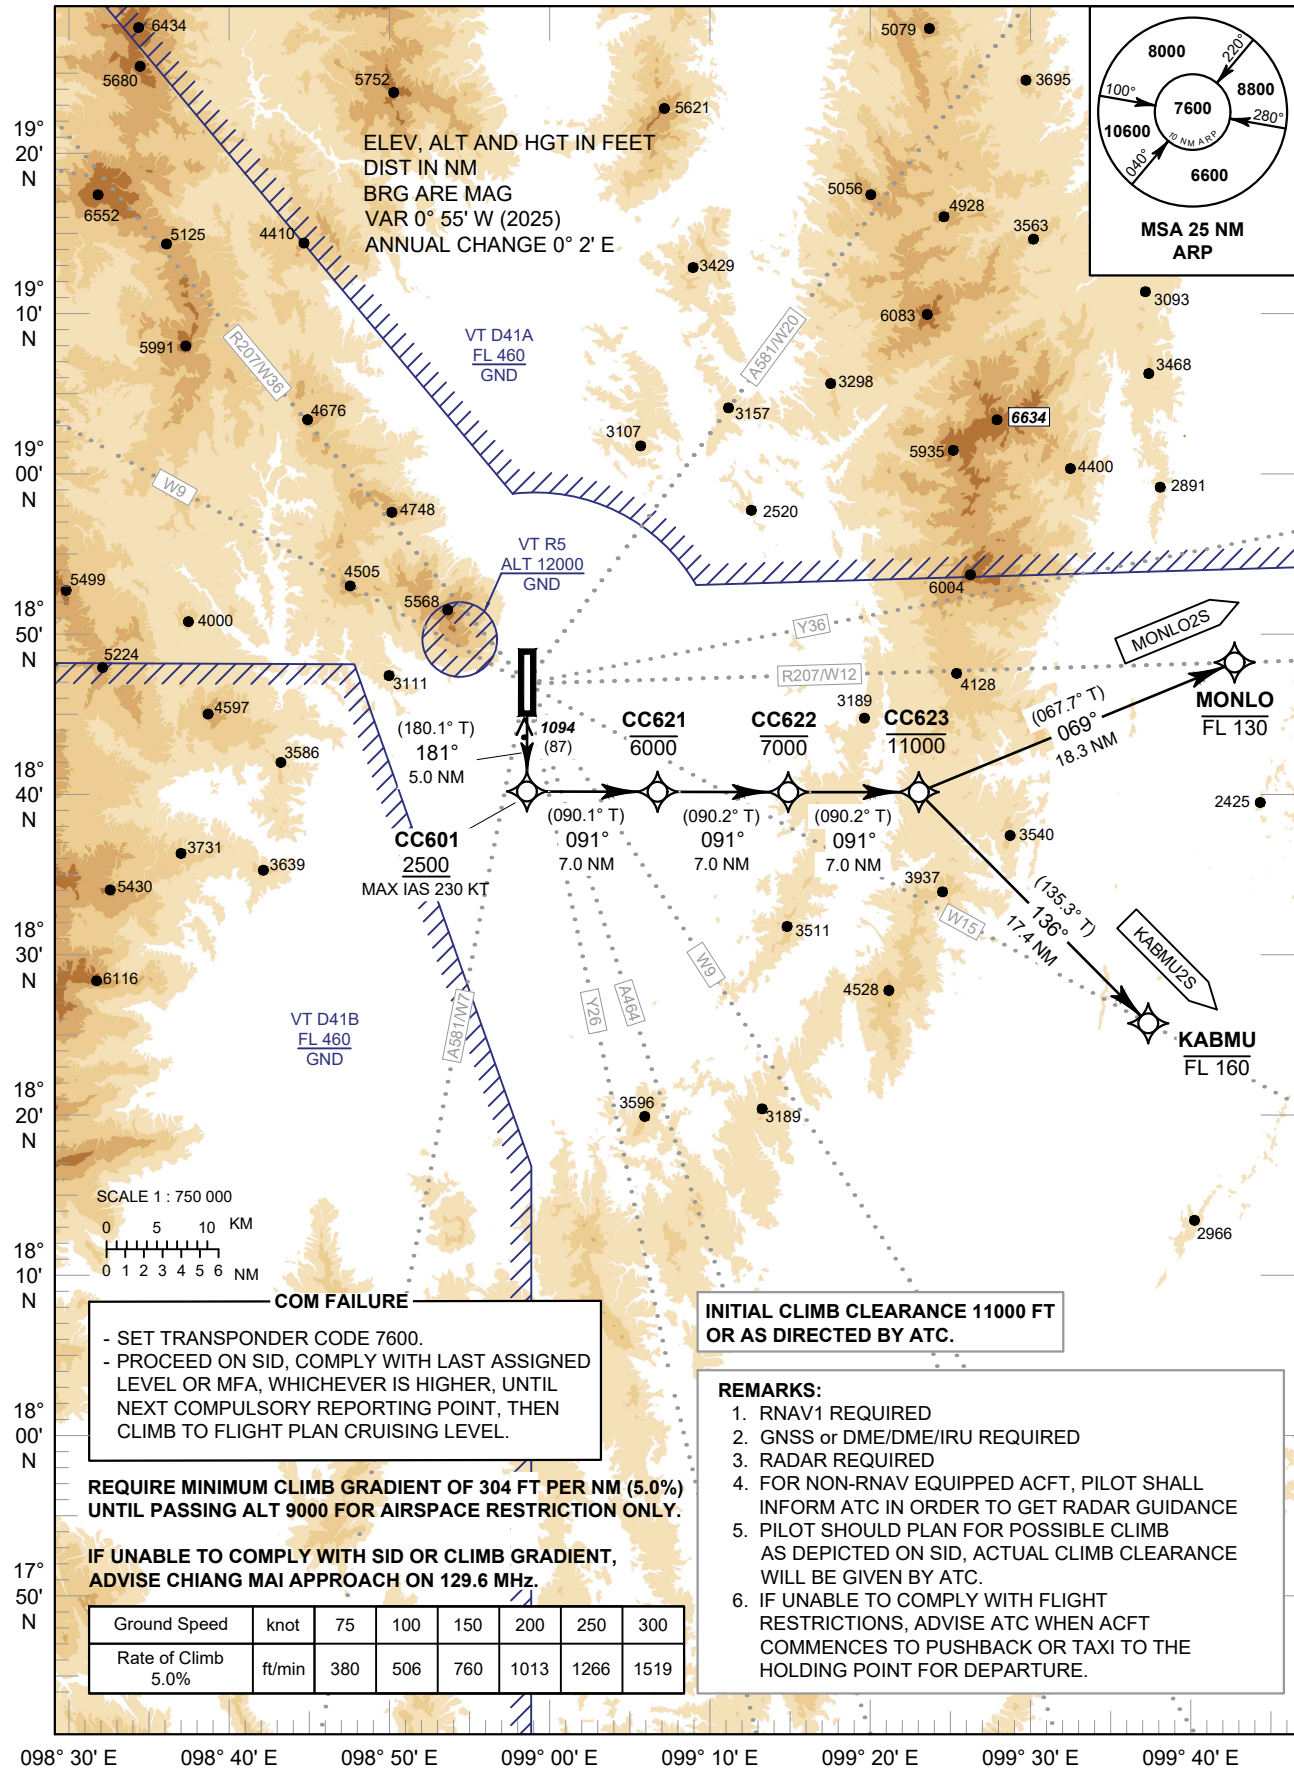 6434
5680
5752
5621
5079
3695
8000
220°
8800
100°
7600
280°
10 NM ARP
10600
040°
6600
MSA 25 NM
ARP
ELEV, ALT AND HGT IN FEET
DIST IN NM
BRG ARE MAG
VAR 0° 55' W (2025)
ANNUAL CHANGE 0° 2' E
19°
20'
N
6552
5125
4410
5056
4928
3563
3429
3093
19°
10'
N
5991
R207/W36
VT D41A
FL 460
GND
A581/W20
6083
3468
3298
4676
3157
6634
3107
5935
4400
19°
00'
N
W9
2891
4748
2520
VT R5
ALT 12000
GND
5499
4505
5568
6004
18°
50'
N
4000
Y36
MONLO2S
5224
3111
R207/W12
4128
4597
3189
MONLO
FL 130
(067.7° T)
069°
18.3 NM
(180.1° T)
181°
5.0 NM
1094
(87)
CC621
6000
CC622
7000
CC623
11000
3586
18°
40'
N
2425
(090.1° T)
091°
7.0 NM
(090.2° T)
091°
7.0 NM
(090.2° T)
091°
7.0 NM
CC601
2500
MAX IAS 230 KT
3540
3731
3639
5430
3937
(135.3° T)
136°
17.4 NM
W15
KABMU2S
3511
18°
30'
N
W9
6116
4528
Y26
A464
A581/W7
VT D41B
FL 460
GND
KABMU
FL 160
18°
20'
N
3596
3189
SCALE 1 : 750 000
0 5 10 KM
0 1 2 3 4 5 6 NM
2966
18°
10'
N
COM FAILURE
- SET TRANSPONDER CODE 7600.
- PROCEED ON SID, COMPLY WITH LAST ASSIGNED
LEVEL OR MFA, WHICHEVER IS HIGHER, UNTIL
NEXT COMPULSORY REPORTING POINT, THEN
CLIMB TO FLIGHT PLAN CRUISING LEVEL.
INITIAL CLIMB CLEARANCE 11000 FT
OR AS DIRECTED BY ATC.
18°
00'
N
REQUIRE MINIMUM CLIMB GRADIENT OF 304 FT PER NM (5.0%)
UNTIL PASSING ALT 9000 FOR AIRSPACE RESTRICTION ONLY.
IF UNABLE TO COMPLY WITH SID OR CLIMB GRADIENT,
ADVISE CHIANG MAI APPROACH ON 129.6 MHz.
17°
50'
N
Ground Speed knot 75 100 150 200 250 300
Rate of Climb
5.0% ft/min 380 506 760 1013 1266 1519
REMARKS:
1. RNAV1 REQUIRED
2. GNSS or DME/DME/IRU REQUIRED
3. RADAR REQUIRED
4. FOR NON-RNAV EQUIPPED ACFT, PILOT SHALL
INFORM ATC IN ORDER TO GET RADAR GUIDANCE
5. PILOT SHOULD PLAN FOR POSSIBLE CLIMB
AS DEPICTED ON SID, ACTUAL CLIMB CLEARANCE
WILL BE GIVEN BY ATC.
6. IF UNABLE TO COMPLY WITH FLIGHT
RESTRICTIONS, ADVISE ATC WHEN ACFT
COMMENCES TO PUSHBACK OR TAXI TO THE
HOLDING POINT FOR DEPARTURE.
098° 30' E 098° 40' E 098° 50' E 099° 00' E 099° 10' E 099° 20' E 099° 30' E 099° 40' E